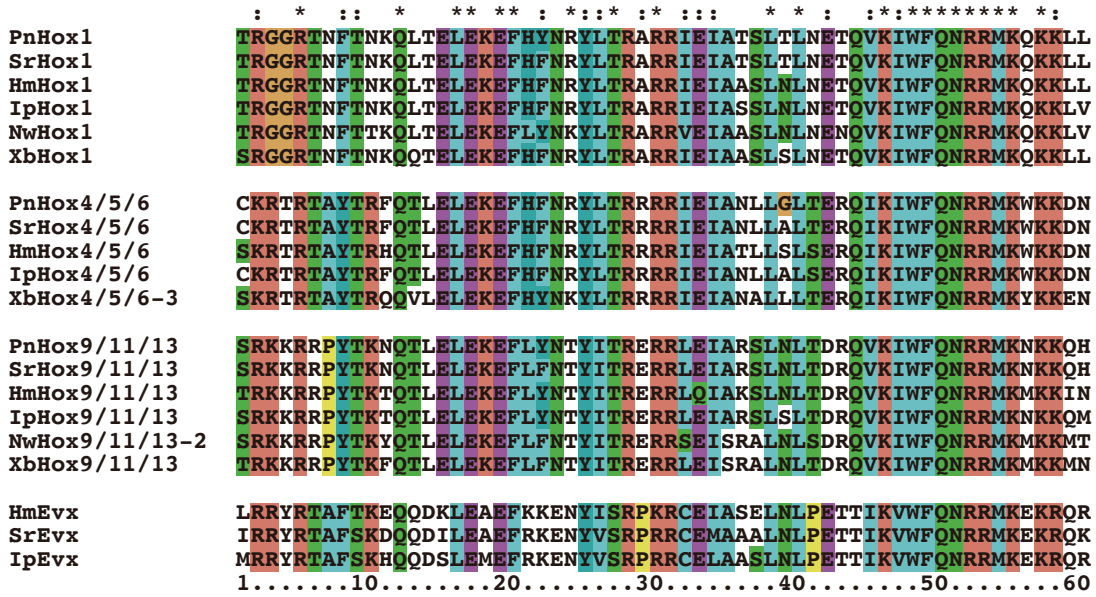 : * :: * ** ** : *::* *: ::: * * : :*:******** *:
PnHox1 TRGGRTNFTNKQLTELEKEFHYNRYLTRARRIEIATSLTLNETQVKIWFQNRRMKQKKLL
SrHox1 TRGGRTNFTNKQLTELEKEFHFNRYLTRARRIEIATSLTLNETQVKIWFQNRRMKQKKLL
HmHox1 TRGGRTNFTNKQLTELEKEFHFNRYLTRARRIEIATSLNLNETQVKIWFQNRRMKQKKLL
IpHox1 TRGGRTNFTNKQLTELEKEFHFNRYLTRARRIEIASSLNLNETQVKIWFQNRRMKQKKLV
NwHox1 TRGGRTNFTTKQLTELEKEFLYNKYLTRARRVEIAASLNLNENQVKIWFQNRRMKQKKLV
XbHox1 SRGGRTNFTNKQQTELEKEFHFNRYLTRARRIEIAASLSLNETQVKIWFQNRRMKQKKLL
PnHox4/5/6 CKRTRTAYTRFQTLELEKEFHFNRYLTRRRRIEIANLLGLTERQIKIWFQNRRMKWKKDN
SrHox4/5/6 CKRTRTAYTRFQTLELEKEFHFNRYLTRRRRIEIANLLALTERQIKIWFQNRRMKWKKDN
HmHox4/5/6 SKRTRTAYTRHQTLELEKEFHFNRYLTRRRRIEIATLLSLSERQIKIWFQNRRMKWKKDN
IpHox4/5/6 CKRTRTAYTRFQTLELEKEFHFNRYLTRRRRIEIANLLALSERQIKIWFQNRRMKWKKDN
XbHox4/5/6-3 SKRTRTAYTRQQVLELEKEFHYNKYLTRRRRIEIANALLLTERQIKIWFQNRRMKYKKEN
PnHox9/11/13 SRKKRRPYTKNQTLELEKEFLYNTYITRERRLEIARSLNLTDRQVKIWFQNRRMKNKKQH
SrHox9/11/13 SRKKRRPYTKNQTLELEKEFLFNTYITRERRLEIARSLNLTDRQVKIWFQNRRMKNKKQH
HmHox9/11/13 TRKKRRPYTKTQTLELEKEFLYNTYITRERRLQIAKSLNLTDRQVKIWFQNRRMKMKKIN
IpHox9/11/13 SRKKRRPYTKTQTLELEKEFLYNTYITRERRLEIARSLSLTDRQVKIWFQNRRMKNKKQM
NwHox9/11/13-2 SRKKRRPYTKYQTLELEKEFLFNTYITRERRSEISRALNLSDRQVKIWFQNRRMKMKKMT
XbHox9/11/13 TRKKRRPYTKFQTLELEKEFLFNTYITRERRLEISRALNLTDRQVKIWFQNRRMKMKKMN
HmEvx LRRYRTAFTKEQQDKLEAEFKKENYISRPKRCEIASELNLPETTIKVWFQNRRMKEKRQR
SrEvx IRRYRTAFSKDQQDILEAEFRKENYVSRPRRCEMAAALNLPETTIKVWFQNRRMKEKRQK
IpEvx MRRYRTAFSKHQQDSLEMEFRKENYVSRPRRCELAASLNLPETTIKVWFQNRRMKEKRQR
1........10........20........30........40........50........60